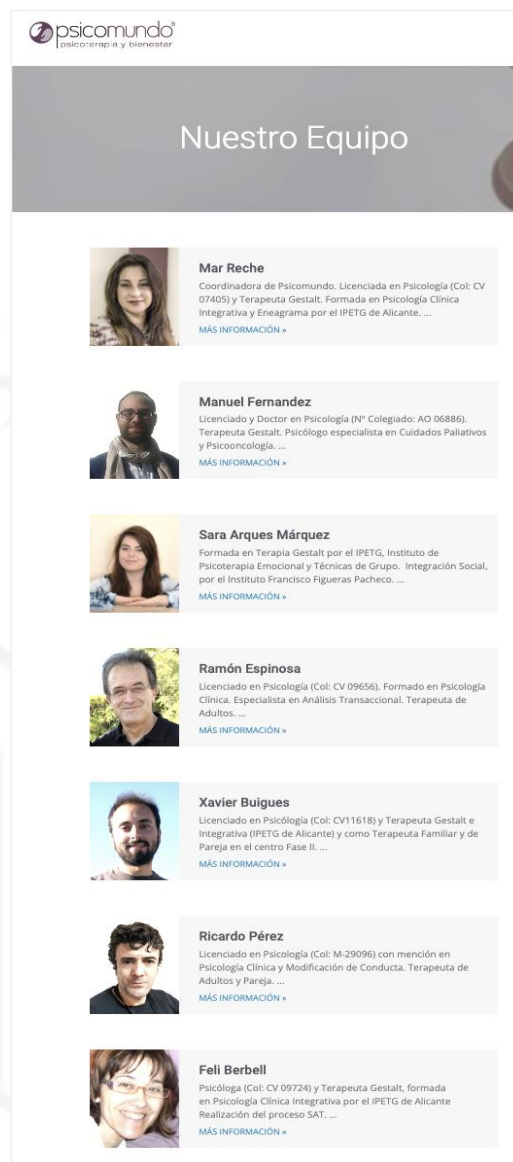 psicomundo®
psicoterapia y bienestar
Nuestro Equipo
Mar Reche
Coordinadora de Psicomundo. Licenciada en Psicología (Col: CV
07405) y Terapeuta Gestalt. Formada en Psicología Clínica
Integrativa y Eneagrama por el IPETG de Alicante. ...
MÁS INFORMACIÓN »
Manuel Fernandez
Licenciado y Doctor en Psicología (Nº Colegiado: AO 06886).
Terapeuta Gestalt. Psicólogo especialista en Cuidados Paliativos
y Psicooncología. ...
MÁS INFORMACIÓN »
Sara Arques Márquez
Formada en Terapia Gestalt por el IPETG, Instituto de
Psicoterapia Emocional y Técnicas de Grupo. Integración Social,
por el Instituto Francisco Figueras Pacheco. ...
MÁS INFORMACIÓN »
Ramón Espinosa
Licenciado en Psicología (Col: CV 09656). Formado en Psicología
Clínica. Especialista en Análisis Transaccional. Terapeuta de
Adultos. ...
MÁS INFORMACIÓN »
Xavier Buigues
Licenciado en Psicólogía (Col: CV11618) y Terapeuta Gestalt e
Integrativa (IPETG de Alicante) y como Terapeuta Familiar y de
Pareja en el centro Fase II. ...
MÁS INFORMACIÓN »
Ricardo Pérez
Licenciado en Psicología (Col: M-29096) con mención en
Psicología Clínica y Modificación de Conducta. Terapeuta de
Adultos y Pareja. ...
MÁS INFORMACIÓN »
Feli Berbell
Psicóloga (Col: CV 09724) y Terapeuta Gestalt, formada
en Psicología Clínica Integrativa por el IPETG de Alicante
Realización del proceso SAT. ...
MÁS INFORMACIÓN »